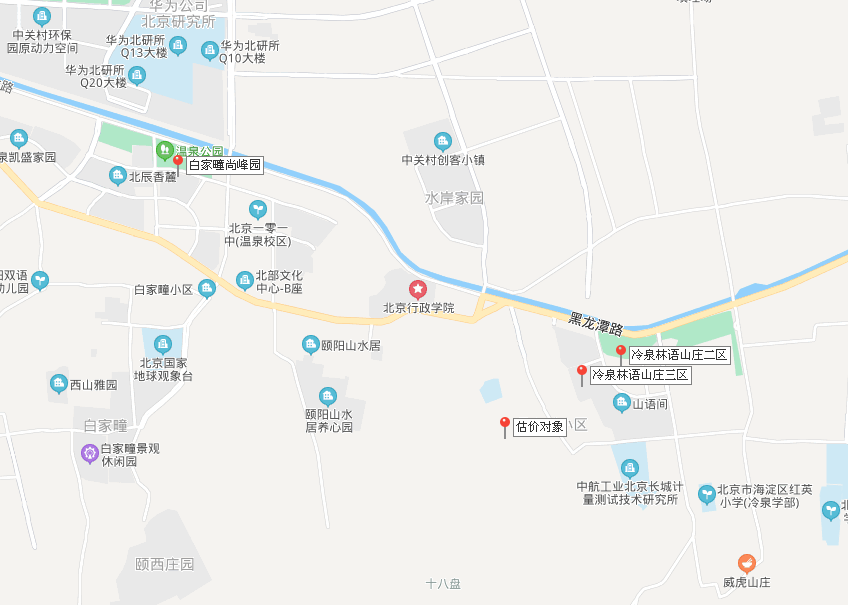 华为公司
北京研究所
中关村环保
园原动力空间
华为北研所
Q13大楼
华为北研所
Q10大楼
华为北研所
Q20大楼
路
泉凯盛家园
温泉公园
白家疃尚峰园
北辰香麓
中关村创客小镇
水岸家园
北京一零一
中(温泉校区)
双语
幼儿园
白家疃小区
北部文化
中心-B座
北京行政学院
黑龙潭路
北京国家
地球观象台
颐阳山水居
冷泉林语山庄二区
冷泉林语山庄三区
西山雅园
颐阳山水
居养心园
山语间
白家疃
估价对象
小区
白家疃景观
休闲园
中航工业北京长城计
量测试技术研究所
北京市海淀区红英
小学(冷泉学部)
北
颐西庄园
十八盘
威虎山庄